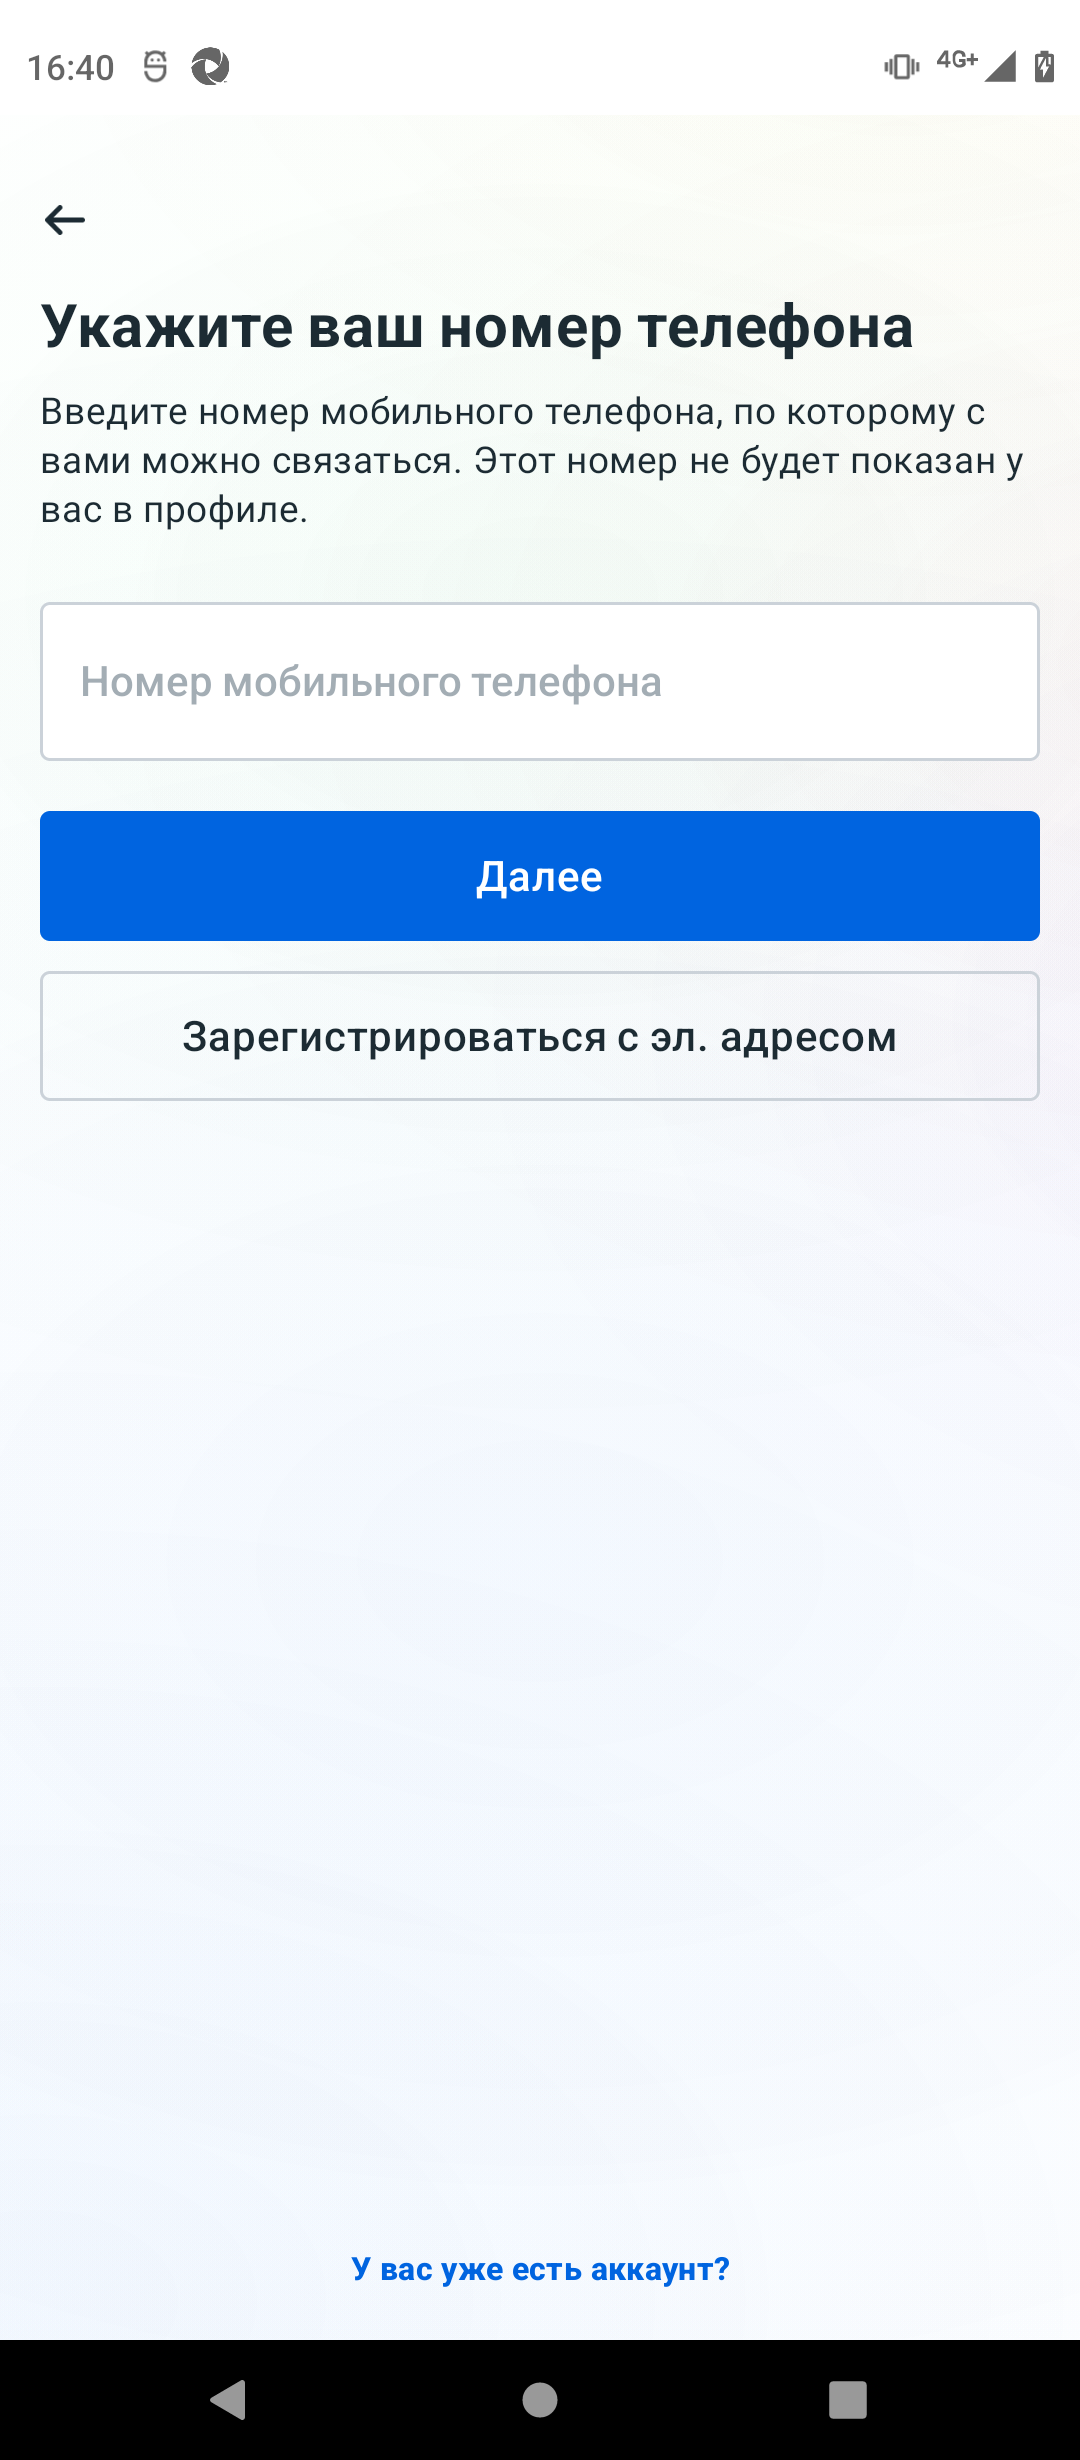 16:40
4G+
Укажите ваш номер телефона
Введите номер мобильного телефона, по которому с
вами можно связаться. Этот номер не будет показан у
вас в профиле.
Номер мобильного телефона
Далее
Зарегистрироваться с эл. адресом
У вас уже есть аккаунт?